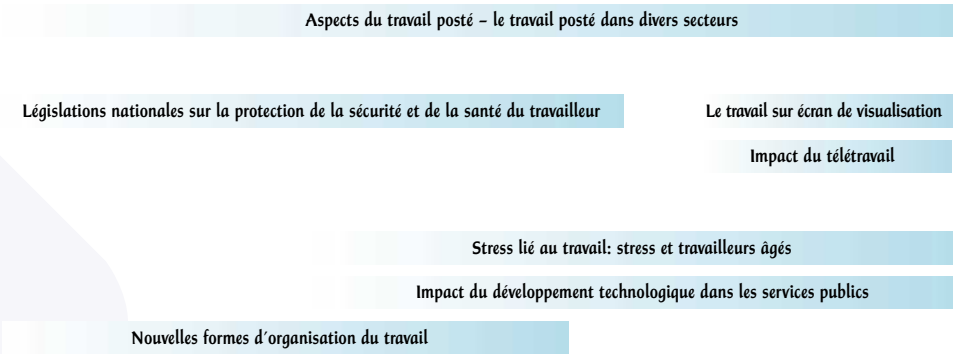 Aspects du travail posté – le travail posté dans divers secteurs
Législations nationales sur la protection de la sécurité et de la santé du travailleur
Le travail sur écran de visualisation
Impact du télétravail
Stress lié au travail: stress et travailleurs âgés
Impact du développement technologique dans les services publics
Nouvelles formes d'organisation du travail